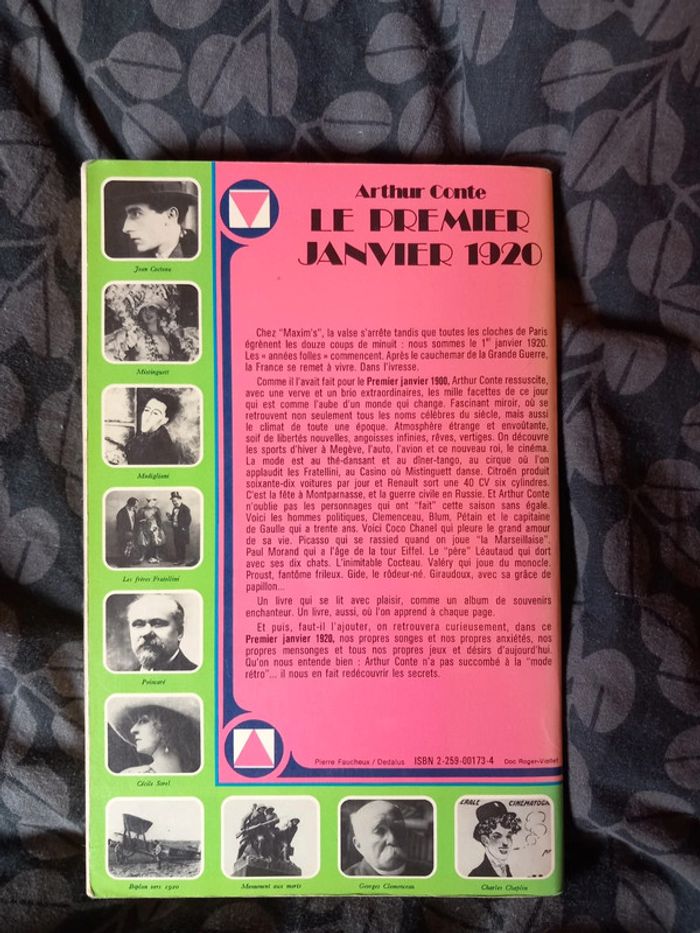 Arthur Conte
LE PREMIER
JANVIER 1920
Chez "Maxim's", la valse s'arrête tandis que toutes les cloches de Paris
égrènent les douze coups de minuit : nous sommes le 1er janvier 1920.
Les « années folles » commencent. Après le cauchemar de la Grande Guerre,
la France se remet à vivre. Dans l'ivresse.
Comme il l'avait fait pour le Premier janvier 1900, Arthur Conte ressuscite,
avec une verve et un brio extraordinaires, les mille facettes de ce jour
qui est comme l'aube d'un monde qui change. Fascinant miroir, où se
retrouvent non seulement tous les noms célèbres du siècle, mais aussi
le climat de toute une époque. Atmosphère étrange et envoûtante,
soif de libertés nouvelles, angoisses infinies, rêves, vertiges. On découvre
les sports d'hiver à Megève, l'auto, l'avion et ce nouveau roi, le cinéma.
La mode est au thé-dansant et au dîner-tango, au cirque où l'on
applaudit les Fratellini, au Casino où Mistinguett danse. Citroën produit
soixante-dix voitures par jour et Renault sort une 40 CV six cylindres.
C'est la fête à Montparnasse, et la guerre civile en Russie. Et Arthur Conte
n'oublie pas les personnages qui ont "fait" cette saison sans égale.
Voici les hommes politiques, Clemenceau, Blum, Pétain et le capitaine
de Gaulle qui a trente ans. Voici Coco Chanel qui pleure le grand amour
de sa vie. Picasso qui se rassied quand on joue "la Marseillaise".
Paul Morand qui a l'âge de la tour Eiffel. Le "père" Léautaud qui dort
avec ses dix chats. L'inimitable Cocteau. Valéry qui joue du monocle.
Proust, fantôme frileux. Gide, le rôdeur-né. Giraudoux, avec sa grâce de
papillon...
Un livre qui se lit avec plaisir, comme un album de souvenirs
enchanteur. Un livre, aussi, où l'on apprend à chaque page.
Et puis, faut-il l'ajouter, on retrouvera curieusement, dans ce
Premier janvier 1920, nos propres songes et nos propres anxiétés, nos
propres mensonges et tous nos propres jeux et désirs d'aujourd'hui.
Qu'on nous entende bien : Arthur Conte n'a pas succombé à la "mode
rétro"... il nous en fait redécouvrir les secrets.
Pierre Faucheux / Dedalus ISBN 2-259-00173-4 Doc Roger-Viollet
Jean Cocteau
Mistinguett
Modigliani
Les frères Fratellini
Poincaré
Cécile Sorel
Biplan vers 1920
Monument aux morts
Georges Clemenceau
CINEMATOG
Charles Chaplin